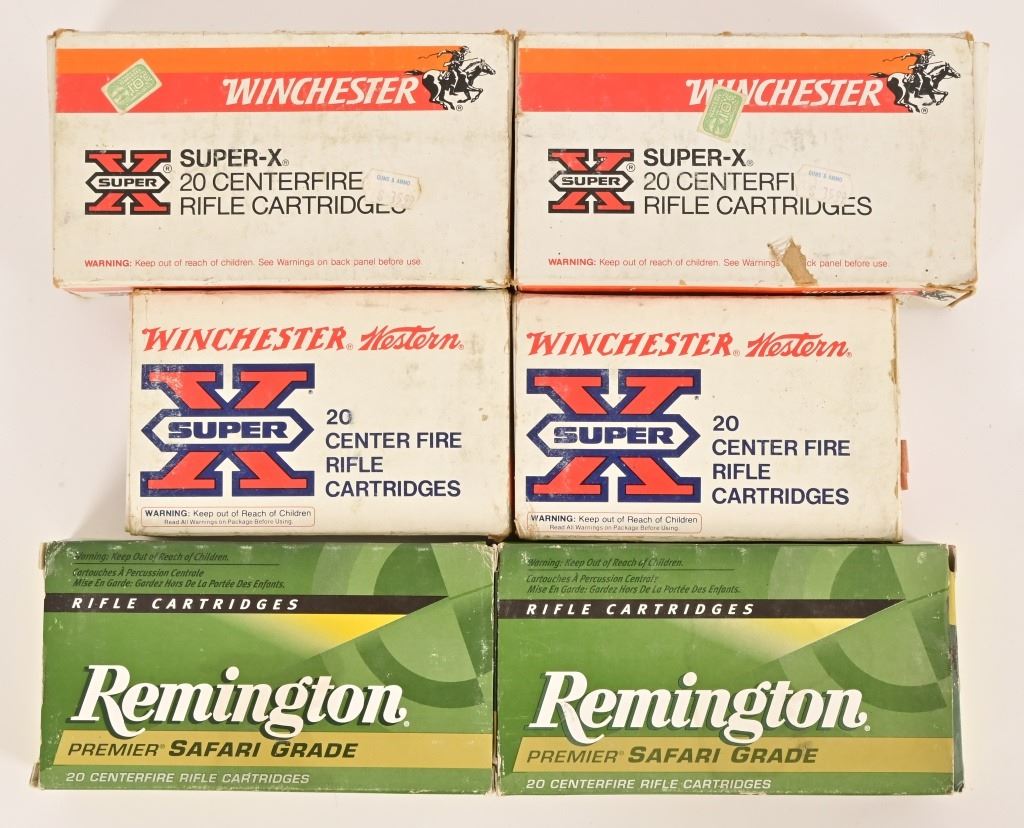 WINCHESTER®
SUPER
®
SUPER-X®
20 CENTERFIRE
RIFLE CARTRIDGES
GUNS & AMMO
WARNING: Keep out of reach of children. See Warnings on back panel before use.
WINCHESTER®
SUPER
®
SUPER-X®
20 CENTERFI
RIFLE CARTRIDGES
GUNS & AMMO
WARNING: Keep out of reach of children. See Warnings back panel before use.
WINCHESTER® Western®
SUPER
®
20
CENTER FIRE
RIFLE
CARTRIDGES
WARNING: Keep out of Reach of Children
Read All Warnings on Package Before Using.
WINCHESTER® Western®
SUPER
®
20
CENTER FIRE
RIFLE
CARTRIDGES
WARNING: Keep out of Reach of Children
Read All Warnings on Package Before Using.
Warning: Keep Out of Reach of Children.
Cartouches À Percussion Centrale
Mise En Garde: Gardez Hors De La Portée Des Enfants.
RIFLE CARTRIDGES
Remington®
PREMIER® SAFARI GRADE
20 CENTERFIRE RIFLE CARTRIDGES
Warning: Keep Out of Reach of Children.
Cartouches À Percussion Centrale
Mise En Garde: Gardez Hors De La Portée Des Enfants.
RIFLE CARTRIDGES
Remington®
PREMIER® SAFARI GRADE
20 CENTERFIRE RIFLE CARTRIDGES